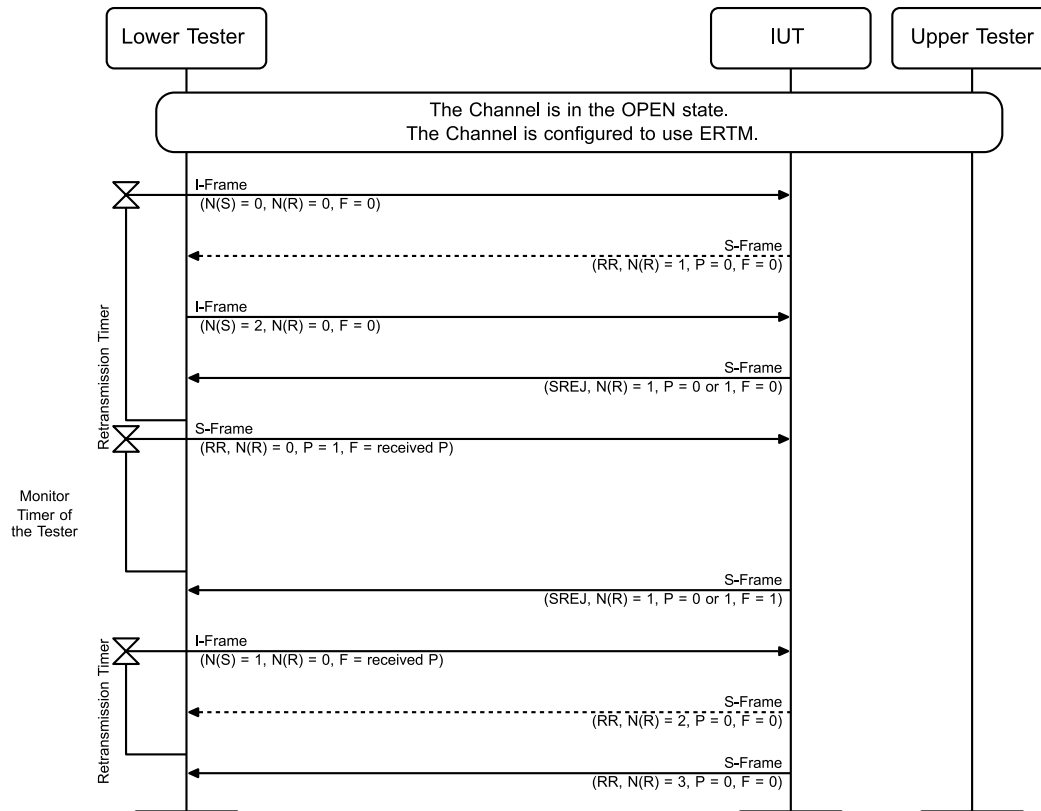 Lower Tester
IUT
Upper Tester
The Channel is in the OPEN state.
The Channel is configured to use ERTM.
I-Frame
(N(S) = 0, N(R) = 0, F = 0)
S-Frame
(RR, N(R) = 1, P = 0, F = 0)
Retransmission Timer
I-Frame
(N(S) = 2, N(R) = 0, F = 0)
S-Frame
(SREJ, N(R) = 1, P = 0 or 1, F = 0)
S-Frame
(RR, N(R) = 0, P = 1, F = received P)
Monitor
Timer of
the Tester
S-Frame
(SREJ, N(R) = 1, P = 0 or 1, F = 1)
Retransmission Timer
I-Frame
(N(S) = 1, N(R) = 0, F = received P)
S-Frame
(RR, N(R) = 2, P = 0, F = 0)
S-Frame
(RR, N(R) = 3, P = 0, F = 0)